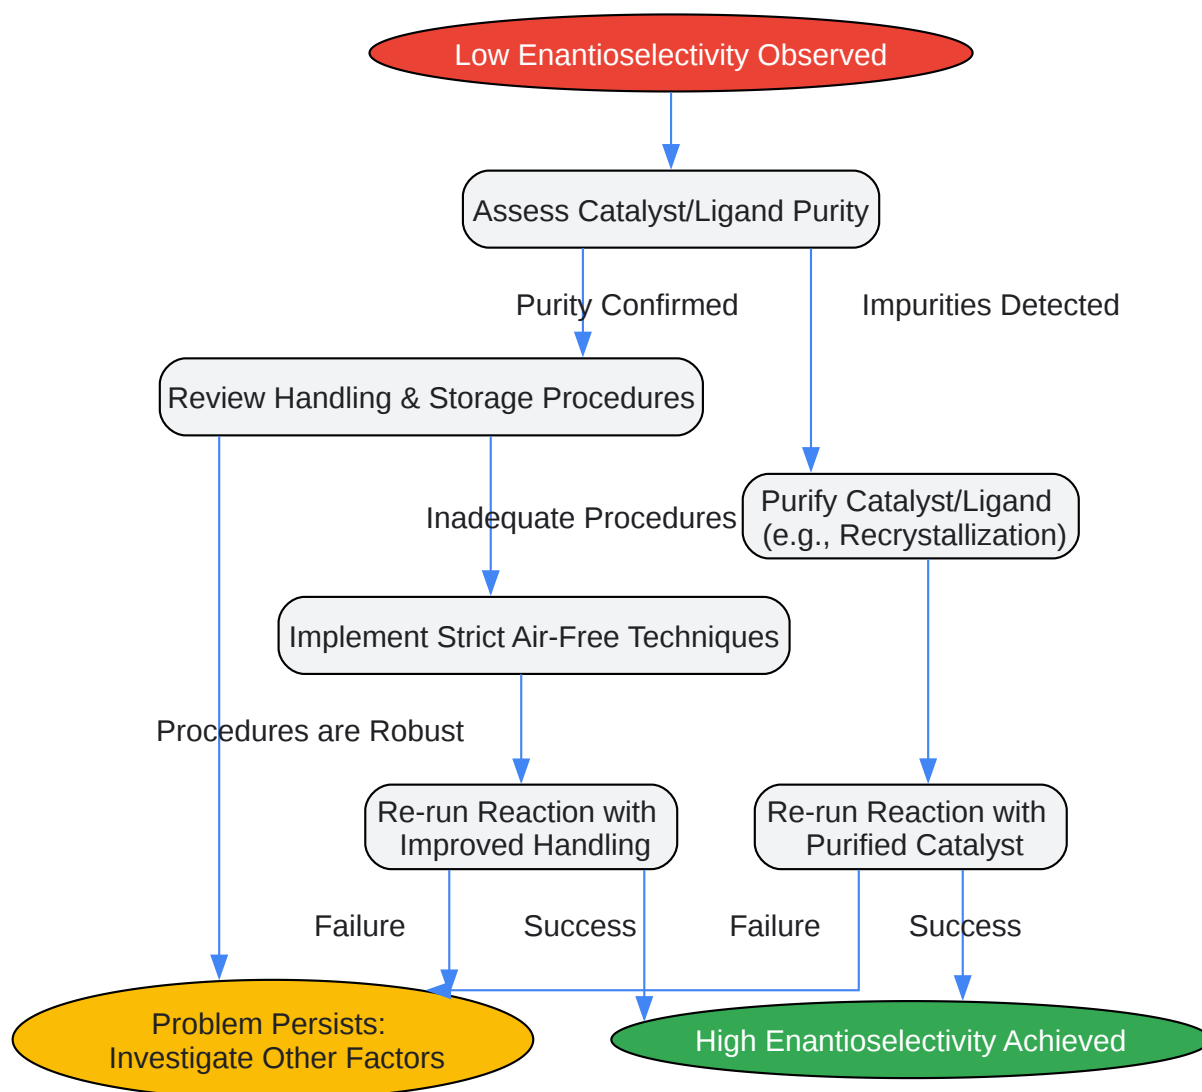 Low Enantioselectivity Observed
Assess Catalyst/Ligand Purity
Purity Confirmed
Impurities Detected
Review Handling & Storage Procedures
Purify Catalyst/Ligand
(e.g., Recrystallization)
Inadequate Procedures
Implement Strict Air-Free Techniques
Procedures are Robust
Re-run Reaction with
Improved Handling
Re-run Reaction with
Purified Catalyst
Failure
Success
Failure
Success
Problem Persists:
Investigate Other Factors
High Enantioselectivity Achieved